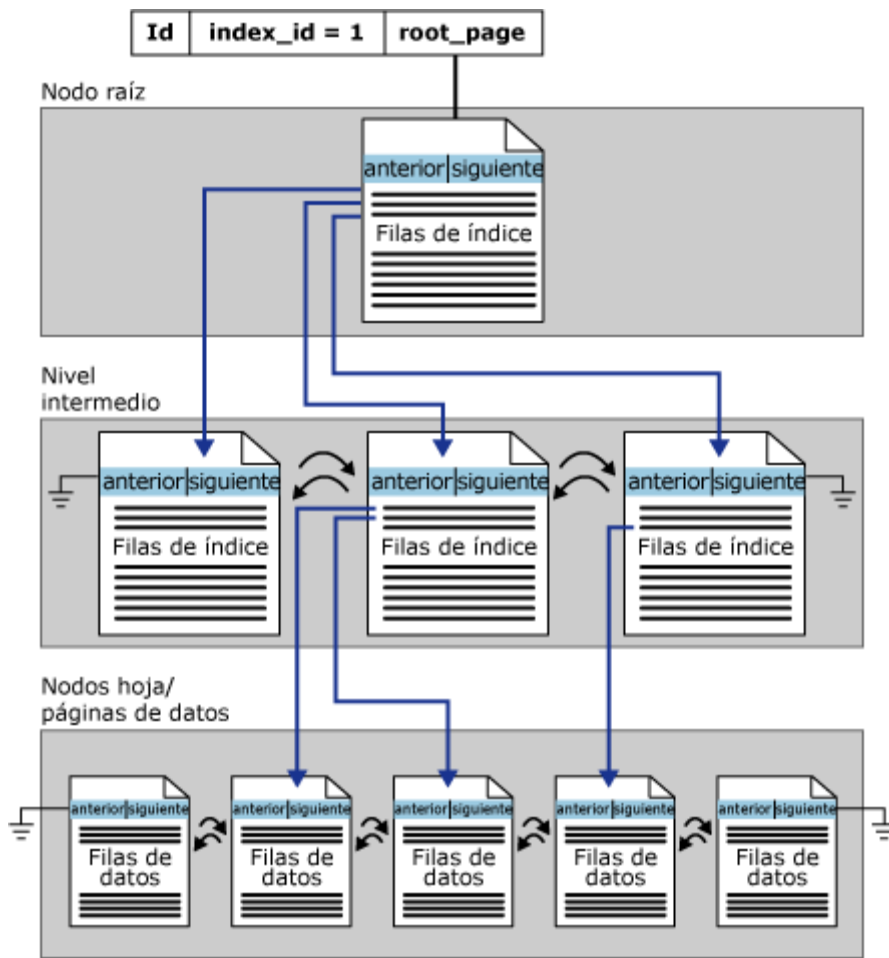 Id index_id = 1 root_page
Nodo raíz
anterior siguiente
Filas de índice
Nivel
intermedio
anterior siguiente anterior siguiente anterior siguiente
Filas de índice Filas de índice Filas de índice
Nodos hoja/
páginas de datos
anterior siguiente anterior siguiente anterior siguiente anterior siguiente anterior siguiente
Filas de Filas de Filas de Filas de Filas de
datos datos datos datos datos